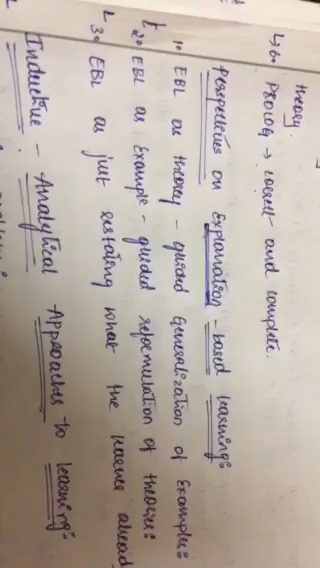 theory.
↳6. PROLOG → correct and complete.
Perspectives on Explanation-based learning:
1. EBL as theory-guided Generalization of Examples:
2. EBL as Example-guided reformulation of theories:
3. EBL as just restating what the learner already
Inductive - Analytical Approaches to learning: